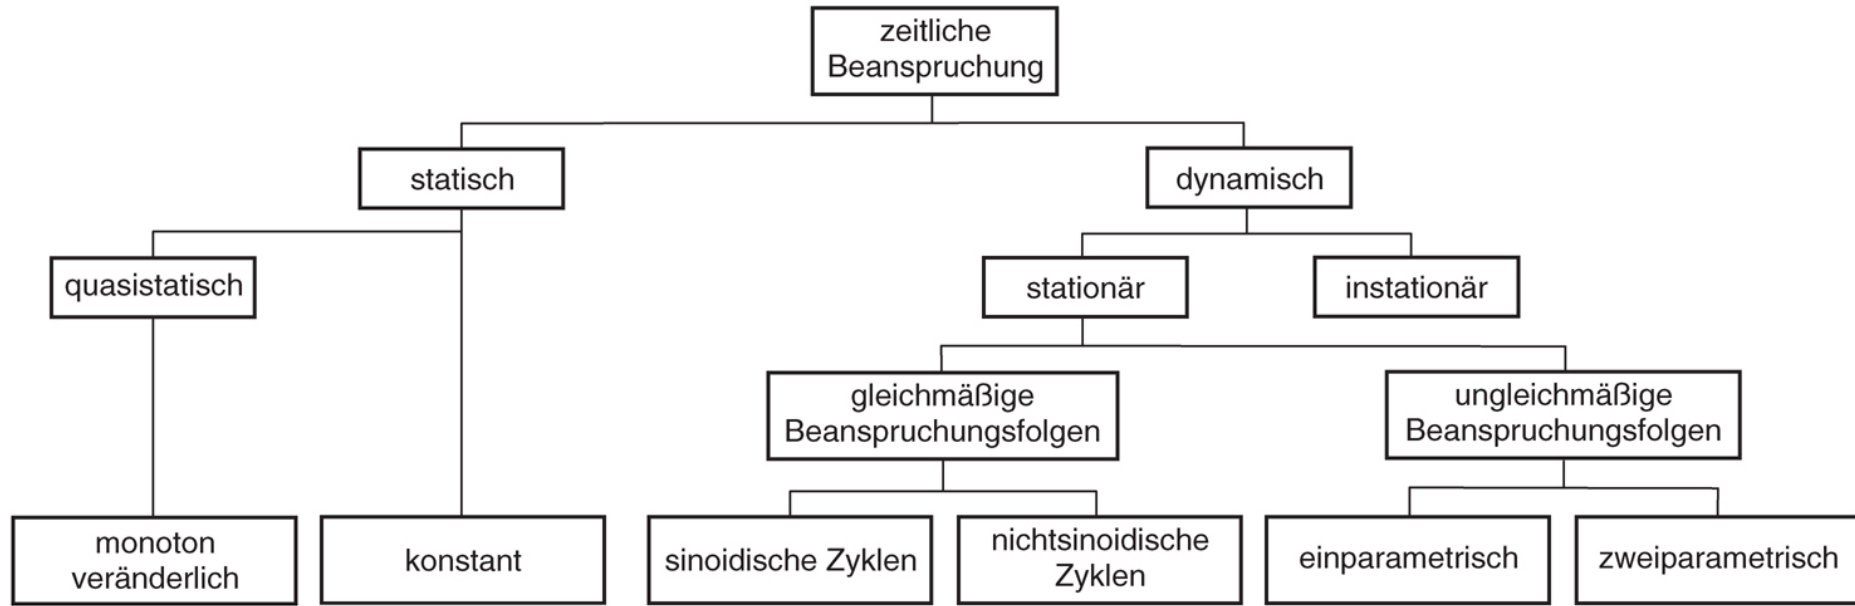 zeitliche
Beanspruchung
statisch
dynamisch
quasistatisch
stationär
instationär
gleichmäßige
Beanspruchungsfolgen
ungleichmäßige
Beanspruchungsfolgen
monoton
veränderlich
konstant
sinoidische Zyklen
nichtsinoidische
Zyklen
einparametrisch
zweiparametrisch